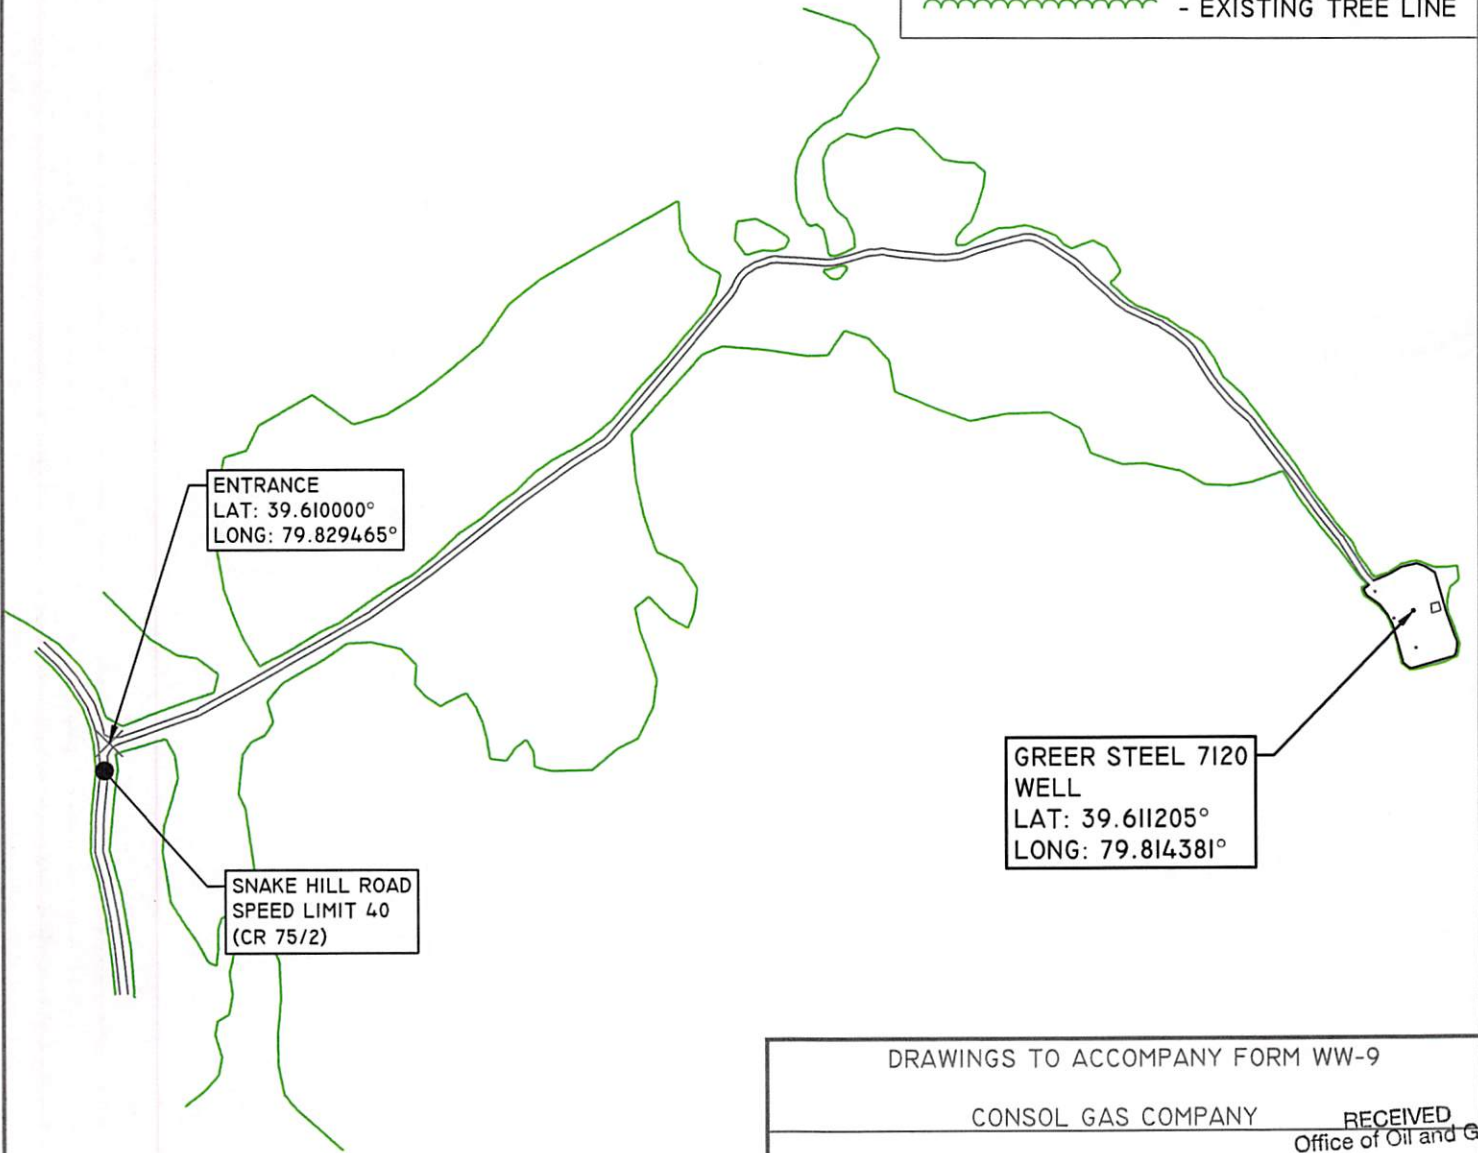 - EXISTING TREE LINE
ENTRANCE
LAT: 39.610000°
LONG: 79.829465°
GREER STEEL 7120
WELL
LAT: 39.611205°
LONG: 79.814381°
SNAKE HILL ROAD
SPEED LIMIT 40
(CR 75/2)
DRAWINGS TO ACCOMPANY FORM WW-9
CONSOL GAS COMPANY
RECEIVED
Office of Oil and G